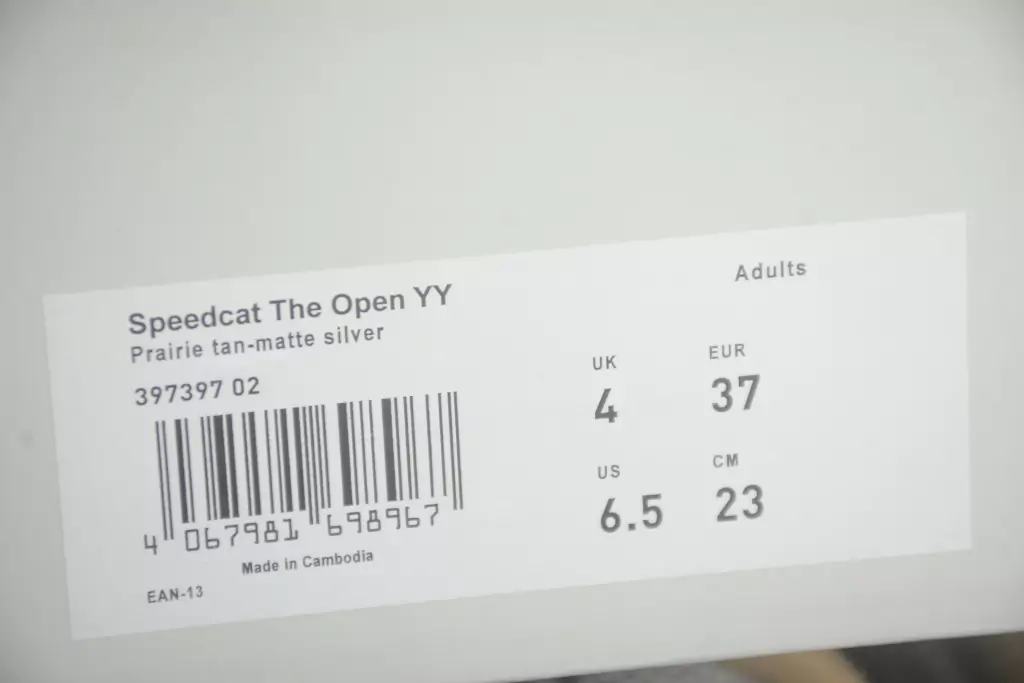 Speedcat The Open YY
Prairie tan-matte silver
397397 02
4 067981 698967
Made in Cambodia
EAN-13
Adults
UK
4
EUR
37
US
6.5
CM
23